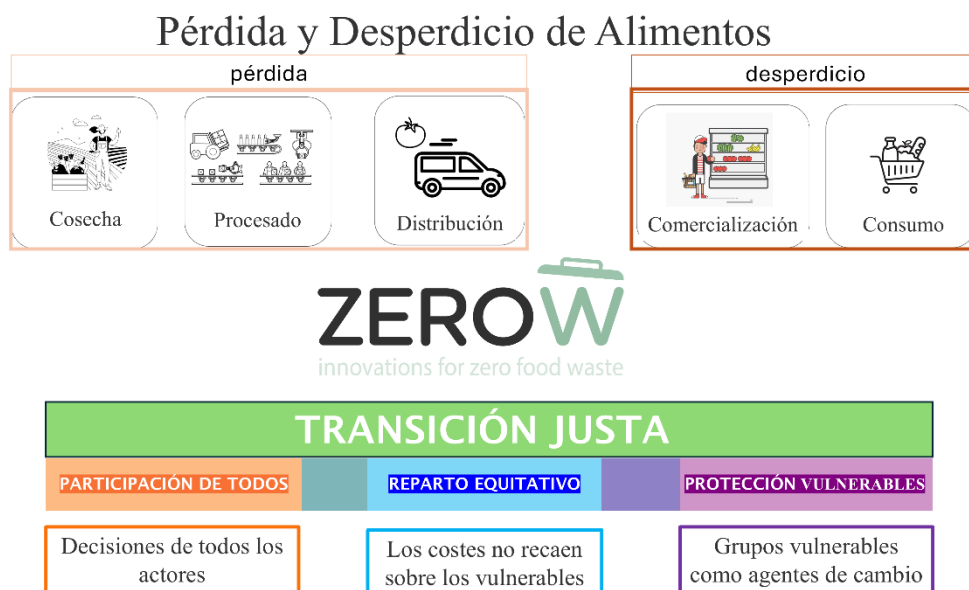 Pérdida y Desperdicio de Alimentos
pérdida
desperdicio
Cosecha
Procesado
Distribución
Comercialización
Consumo
ZEROW
innovations for zero food waste
TRANSICIÓN JUSTA
PARTICIPACIÓN DE TODOS
REPARTO EQUITATIVO
PROTECCIÓN VULNERABLES
Decisiones de todos los
actores
Los costes no recaen
sobre los vulnerables
Grupos vulnerables
como agentes de cambio